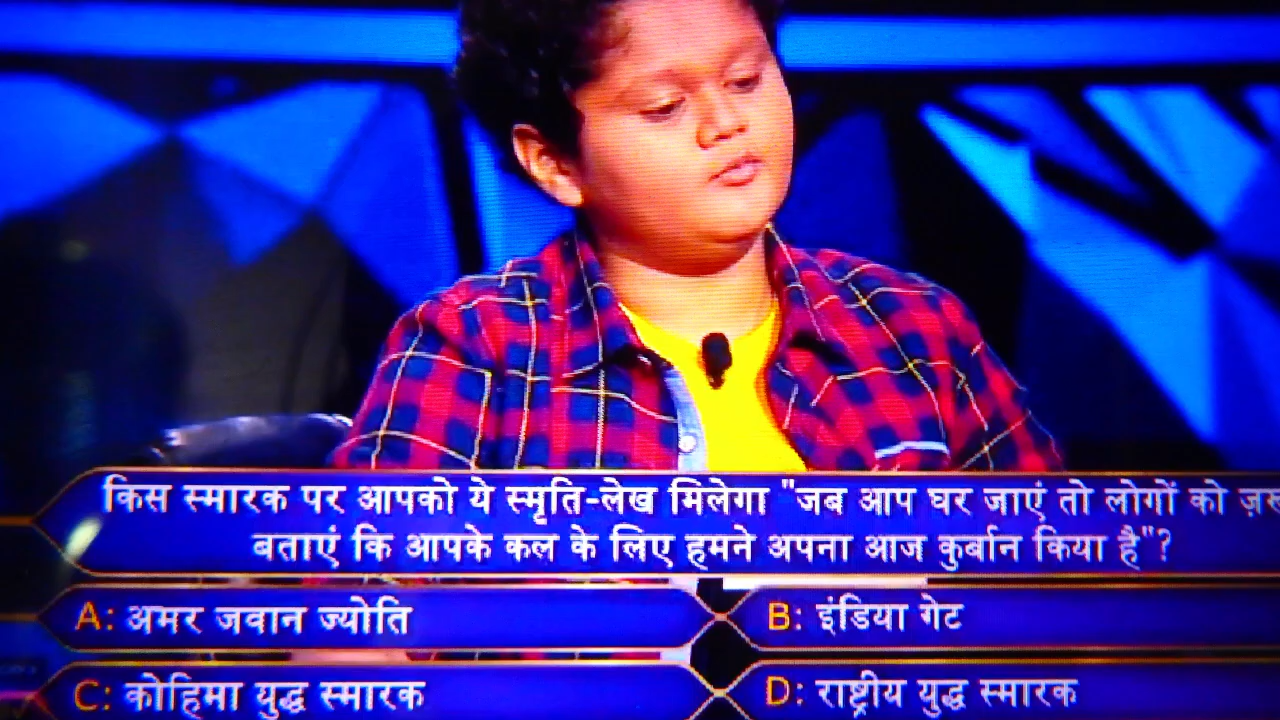 किस स्मारक पर आपको ये स्मृति-लेख मिलेगा "जब आप घर जाएं तो लोगों को
बताएं कि आपके कल के लिए हमने अपना आज कुर्बान किया है"?
A: अमर जवान ज्योति
B: इंडिया गेट
C: कोहिमा युद्ध स्मारक
D: राष्ट्रीय युद्ध स्मारक